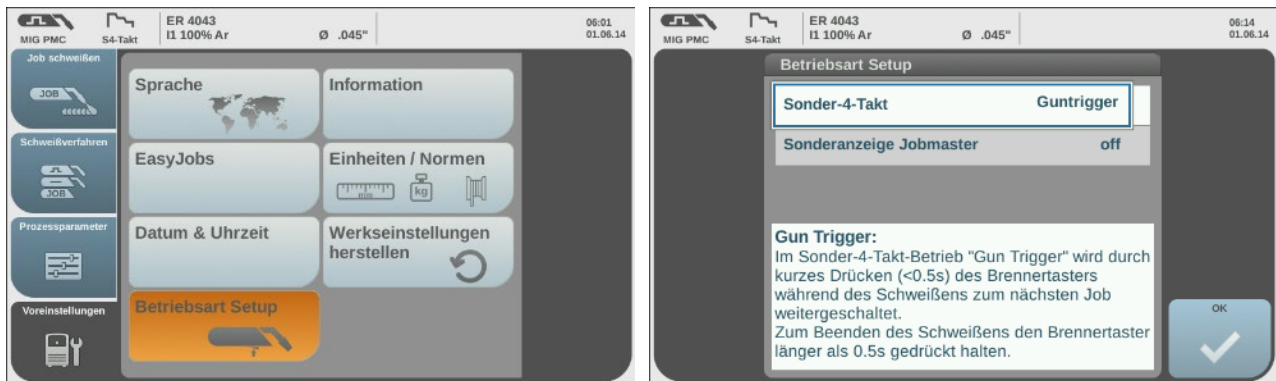 MIG PMC
S4-Takt
ER 4043
I1 100% Ar
Ø .045"
06:01
01.06.14
Job schweißen
JOB
Schweißverfahren
JOB
Prozessparameter
Voreinstellungen
Sprache
Information
EasyJobs
Einheiten / Normen
min
kg
Datum & Uhrzeit
Werkseinstellungen
herstellen
Betriebsart Setup
MIG PMC
S4-Takt
ER 4043
I1 100% Ar
Ø .045"
06:14
01.06.14
Betriebsart Setup
Sonder-4-Takt Guntrigger
Sonderanzeige Jobmaster off
Gun Trigger:
Im Sonder-4-Takt-Betrieb "Gun Trigger" wird durch
kurzes Drücken (<0.5s) des Brennertasters
während des Schweißens zum nächsten Job
weitergeschaltet.
Zum Beenden des Schweißens den Brennertaster
länger als 0.5s gedrückt halten.
OK